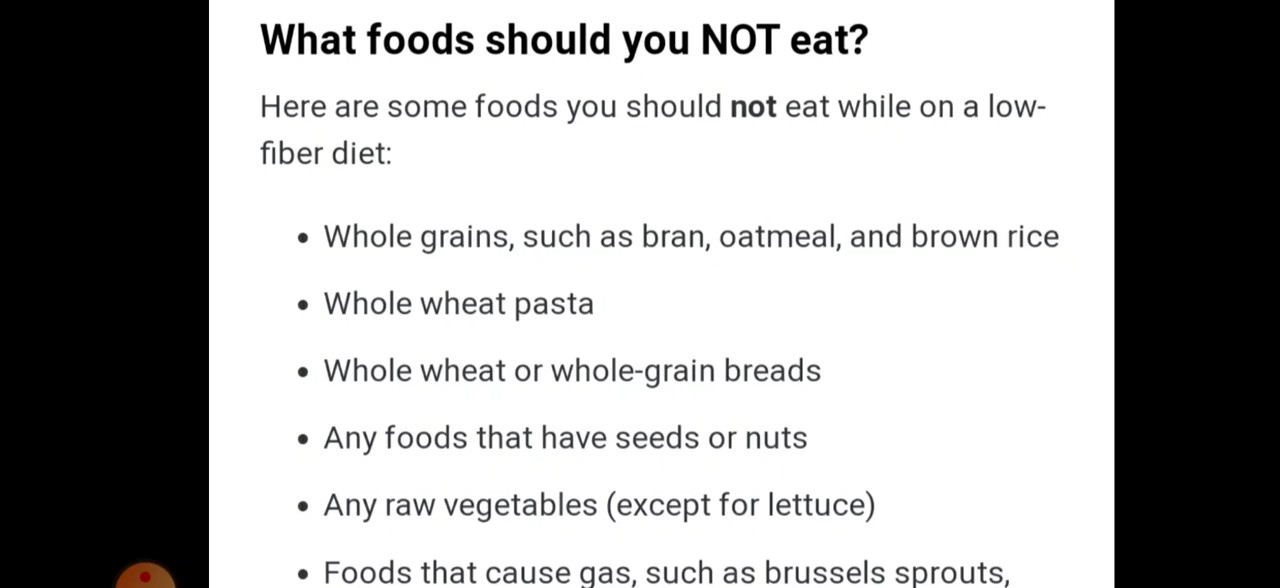 What foods should you NOT eat?
Here are some foods you should not eat while on a low-
fiber diet:
• Whole grains, such as bran, oatmeal, and brown rice
• Whole wheat pasta
• Whole wheat or whole-grain breads
• Any foods that have seeds or nuts
• Any raw vegetables (except for lettuce)
• Foods that cause gas, such as brussels sprouts,